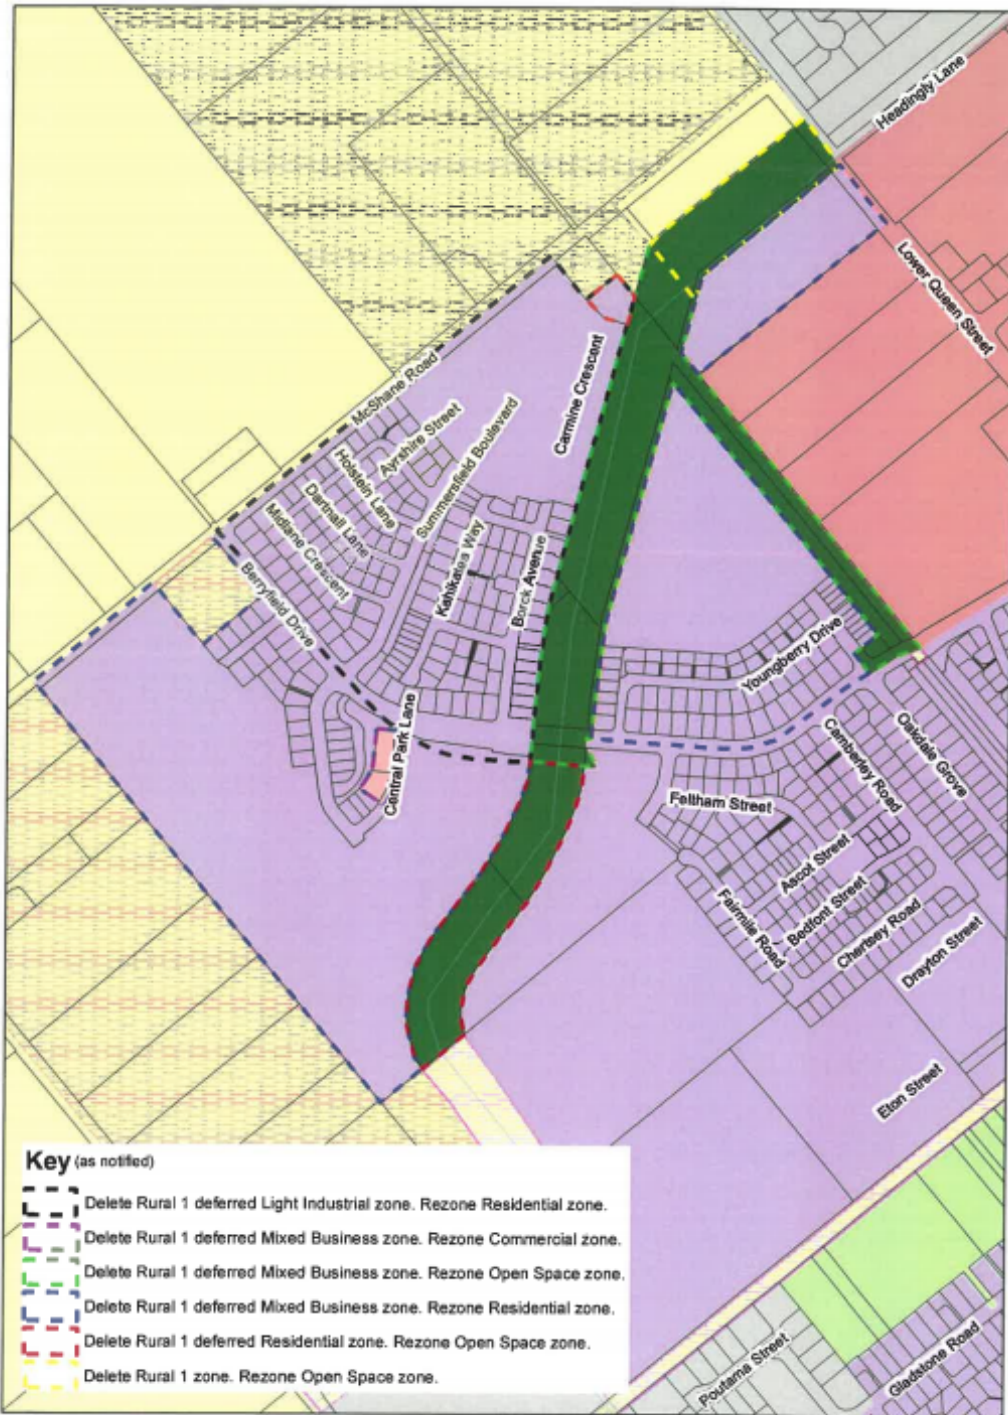 Headingly Lane
Lower Queen Street
Carmine Crescent
McShane Road
Ayrshire Street
Summersfield Boulevard
Holstein Lane
Dartnall Lane
Midlane Crescent
Kahikatea Way
Borck Avenue
Berryfield Drive
Youngberry Drive
Central Park Lane
Oakdale Grove
Camberley Road
Feltham Street
Ascot Street
Bedfont Street
Fairmile Road
Chertsey Road
Drayton Street
Eton Street
Poutama Street
Gladstone Road
Key (as notified)
Delete Rural 1 deferred Light Industrial zone. Rezone Residential zone.
Delete Rural 1 deferred Mixed Business zone. Rezone Commercial zone.
Delete Rural 1 deferred Mixed Business zone. Rezone Open Space zone.
Delete Rural 1 deferred Mixed Business zone. Rezone Residential zone.
Delete Rural 1 deferred Residential zone. Rezone Open Space zone.
Delete Rural 1 zone. Rezone Open Space zone.